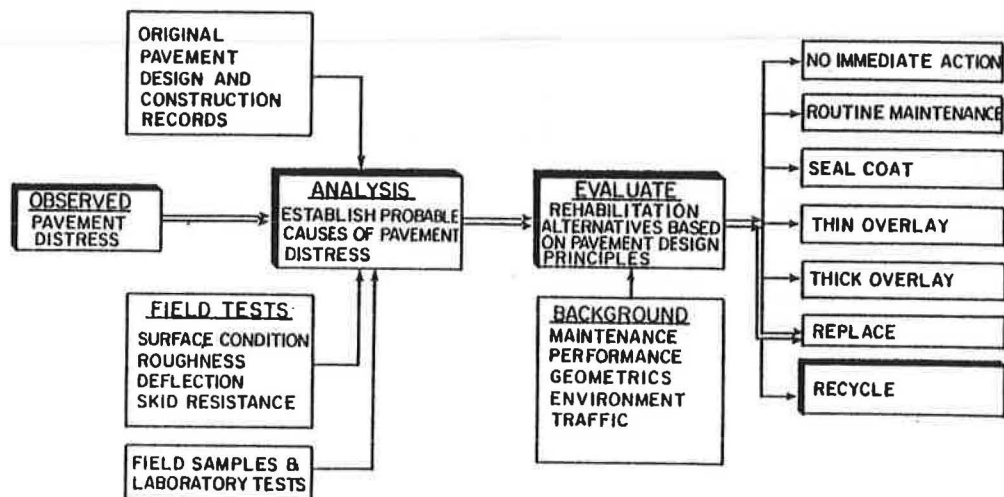 ORIGINAL
PAVEMENT
DESIGN AND
CONSTRUCTION
RECORDS
OBSERVED
PAVEMENT
DISTRESS
ANALYSIS
ESTABLISH PROBABLE
CAUSES OF PAVEMENT
DISTRESS
FIELD TESTS
SURFACE CONDITION
ROUGHNESS
DEFLECTION
SKID RESISTANCE
FIELD SAMPLES &
LABORATORY TESTS
EVALUATE
REHABILITATION
ALTERNATIVES BASED
ON PAVEMENT DESIGN
PRINCIPLES
BACKGROUND
MAINTENANCE
PERFORMANCE
GEOMETRICS
ENVIRONMENT
TRAFFIC
NO IMMEDIATE ACTION
ROUTINE MAINTENANCE
SEAL COAT
THIN OVERLAY
THICK OVERLAY
REPLACE
RECYCLE